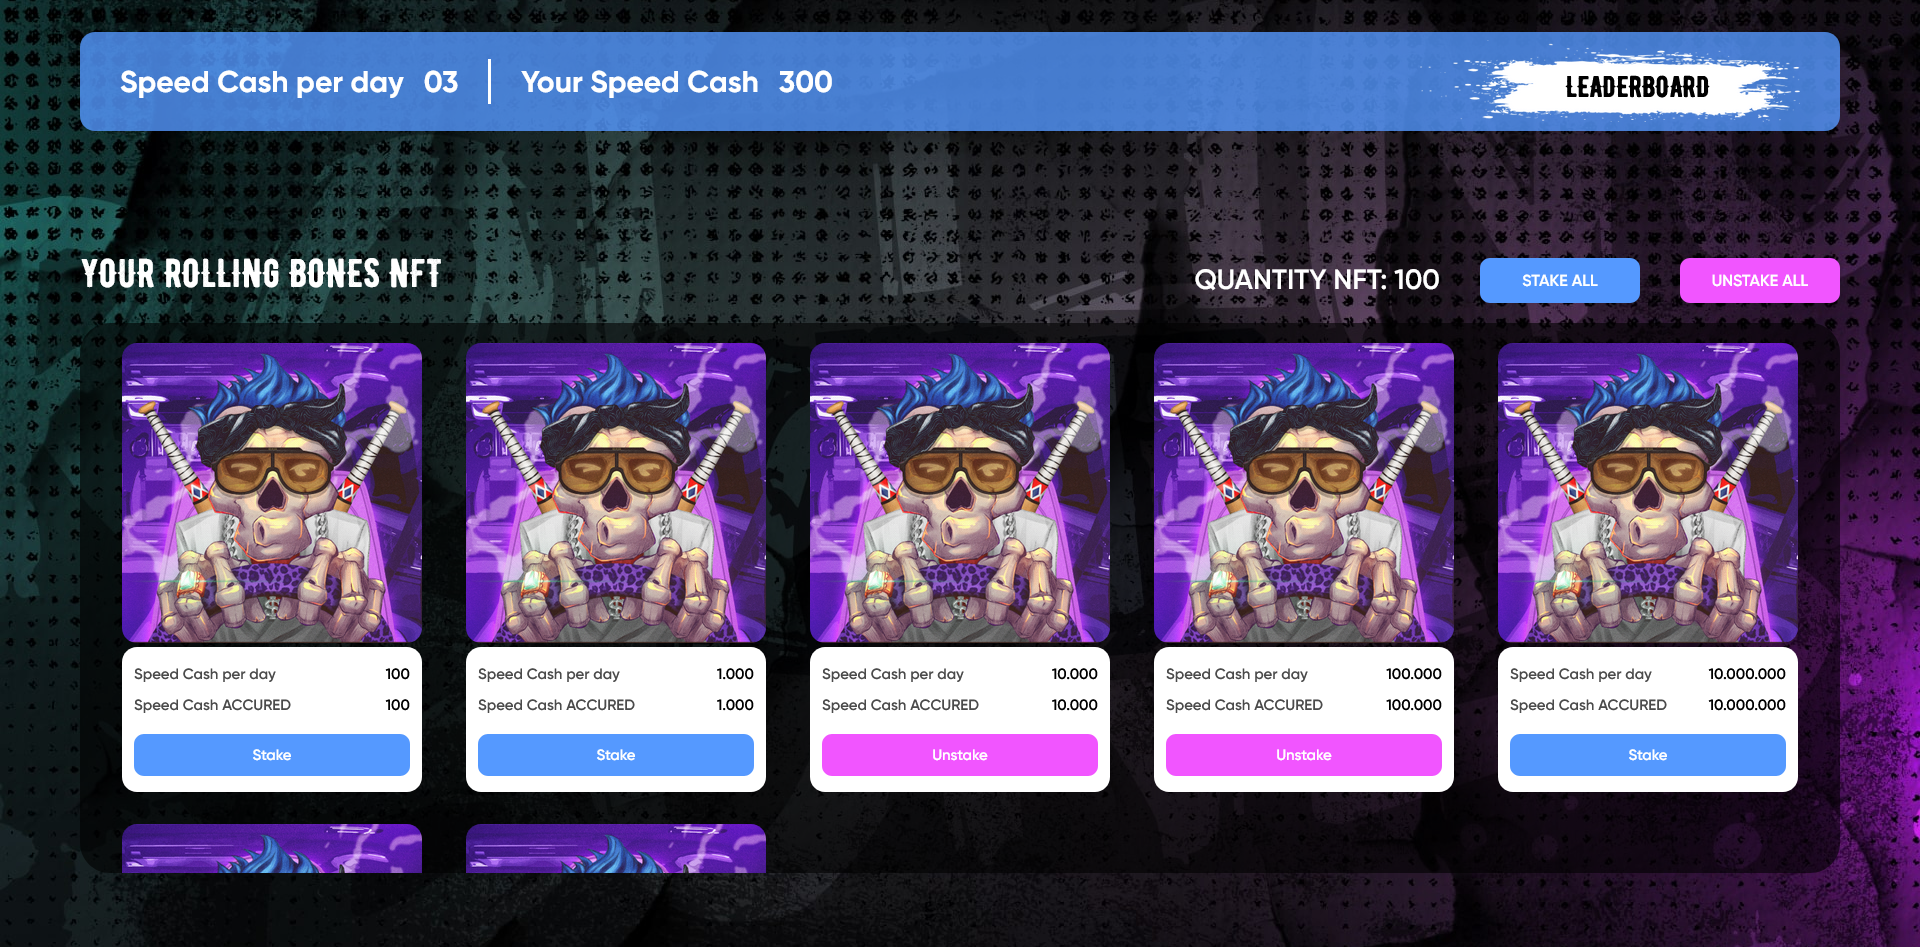 Speed Cash per day 03 Your Speed Cash 300 LEADERBOARD
YOUR ROLLING BONES NFT QUANTITY NFT: 100 STAKE ALL UNSTAKE ALL
Speed Cash per day 100
Speed Cash ACCURED 100
Stake
Speed Cash per day 1.000
Speed Cash ACCURED 1.000
Stake
Speed Cash per day 10.000
Speed Cash ACCURED 10.000
Unstake
Speed Cash per day 100.000
Speed Cash ACCURED 100.000
Unstake
Speed Cash per day 10.000.000
Speed Cash ACCURED 10.000.000
Stake